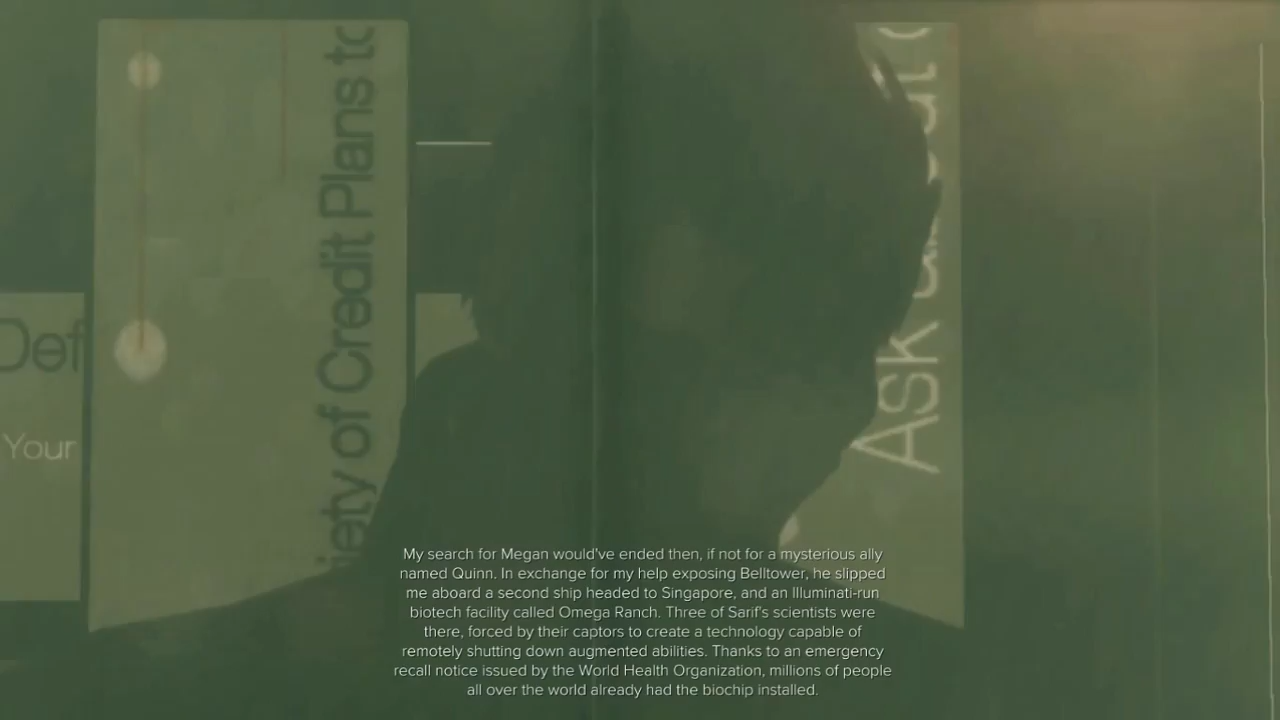 Def
Your
iety of Credit Plans to
Ask
My search for Megan would've ended then, if not for a mysterious ally
named Quinn. In exchange for my help exposing Belltower, he slipped
me aboard a second ship headed to Singapore, and an Illuminati-run
biotech facility called Omega Ranch. Three of Sarif's scientists were
there, forced by their captors to create a technology capable of
remotely shutting down augmented abilities. Thanks to an emergency
recall notice issued by the World Health Organization, millions of people
all over the world already had the biochip installed.